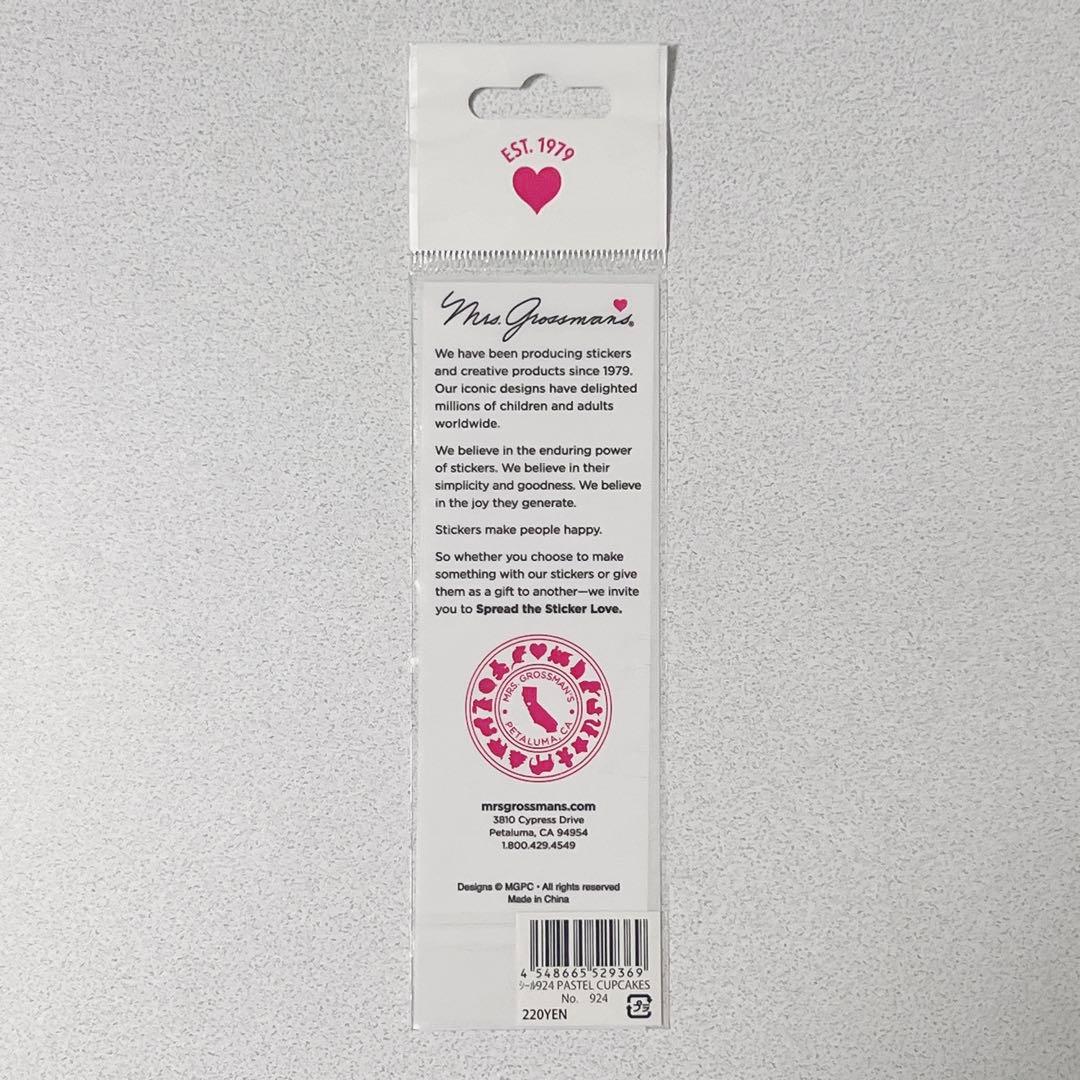 EST. 1979
Mrs. Grossman's®
We have been producing stickers
and creative products since 1979.
Our iconic designs have delighted
millions of children and adults
worldwide.
We believe in the enduring power
of stickers. We believe in their
simplicity and goodness. We believe
in the joy they generate.
Stickers make people happy.
So whether you choose to make
something with our stickers or give
them as a gift to another—we invite
you to Spread the Sticker Love.
MRS. GROSSMAN'S
PETALUMA, CA
mrsgrossmans.com
3810 Cypress Drive
Petaluma, CA 94954
1.800.429.4549
Designs © MGPC • All rights reserved
Made in China
4 548665 529369
シール924 PASTEL CUPCAKES
No. 924
220YEN
プラ